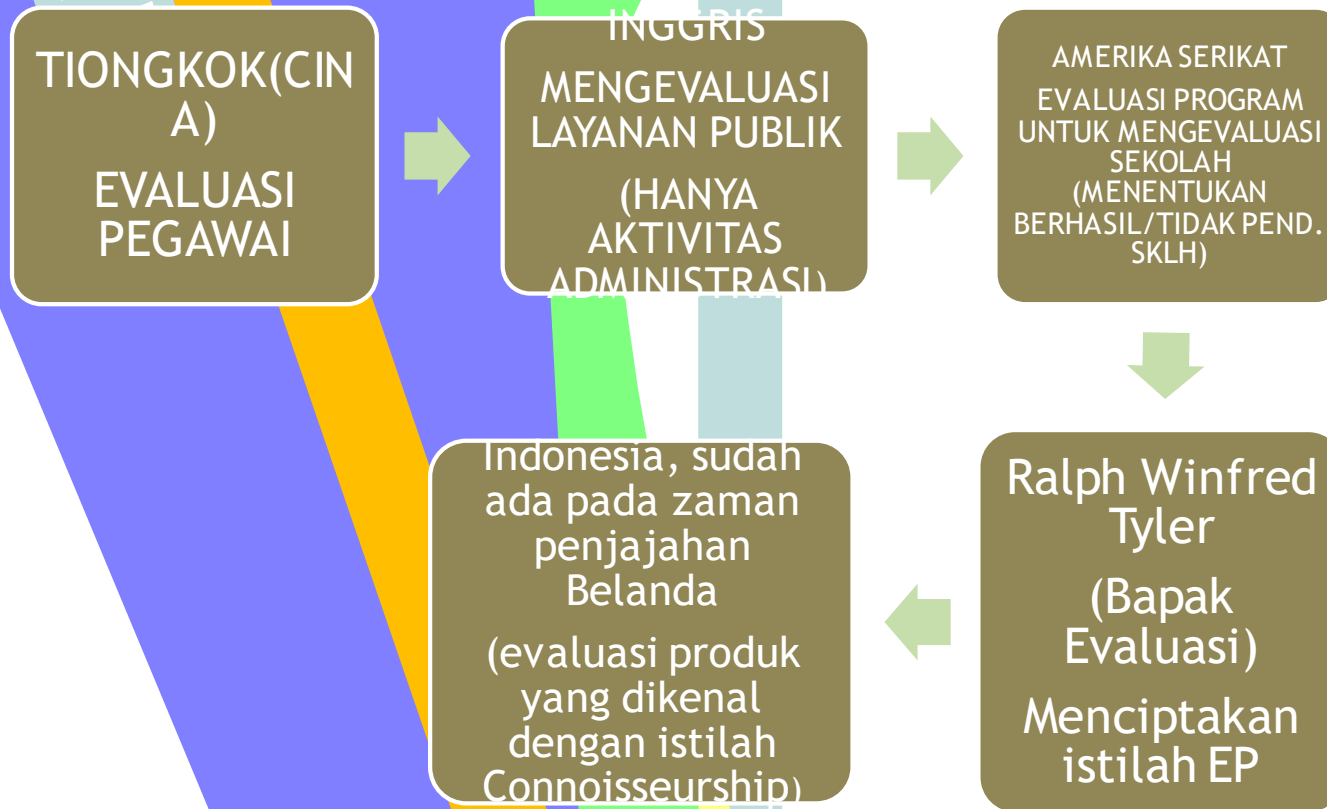 TIONGKOK(CIN
A)
EVALUASI
PEGAWAI
INGGRIS
MENGEVALUASI
LAYANAN PUBLIK
(HANYA
AKTIVITAS
ADMINISTRASI)
AMERIKA SERIKAT
EVALUASI PROGRAM
UNTUK MENGEVALUASI
SEKOLAH
(MENENTUKAN
BERHASIL/TIDAK PEND.
SKLH)
Ralph Winfred
Tyler
(Bapak
Evaluasi)
Menciptakan
istilah EP
Indonesia, sudah
ada pada zaman
penjajahan
Belanda
(evaluasi produk
yang dikenal
dengan istilah
Connoisseurship)